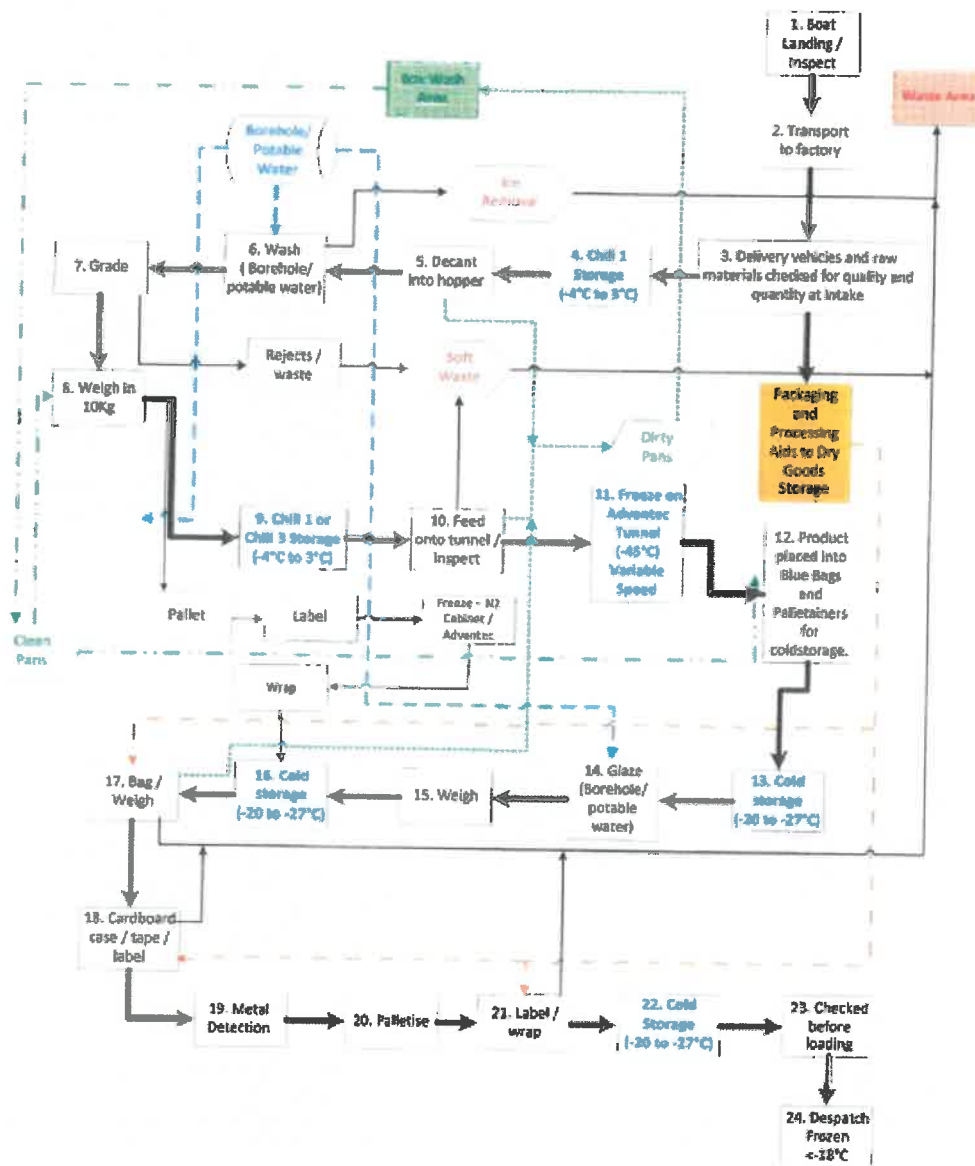 1. Boat
Landing /
Inspect
Box Wash
Area
Waste Area
Borehole/
Potable
Water
2. Transport
to factory
Ice
Removal
7. Grade
6. Wash
( Borehole/
potable water)
5. Decant
into hopper
4. Chill 1
Storage
(-4°C to 3°C)
3. Delivery vehicles and raw
materials checked for quality and
quantity at intake
Rejects /
waste
Soft
Waste
8. Weigh in
10Kg
Packaging
and
Processing
Aids to Dry
Goods
Storage
Dirty
Pans
9. Chill 1 or
Chill 3 Storage
(-4°C to 3°C)
10. Feed
onto tunnel /
Inspect
11. Freeze on
Advantec
Tunnel
(-45°C)
Variable
Speed
12. Product
placed into
Blue Bags
and
Palletainers
for
coldstorage.
Clean
Pans
Pallet
Label
Freeze - N2
Cabinet /
Advantec
Wrap
17. Bag /
Weigh
16. Cold
storage
(-20 to -27°C)
15. Weigh
14. Glaze
(Borehole/
potable
water)
13. Cold
storage
(-20 to -27°C)
18. Cardboard
case / tape /
label
19. Metal
Detection
20. Palletise
21. Label /
wrap
22. Cold
Storage
(-20 to -27°C)
23. Checked
before
loading
24. Despatch
Frozen
<-18°C